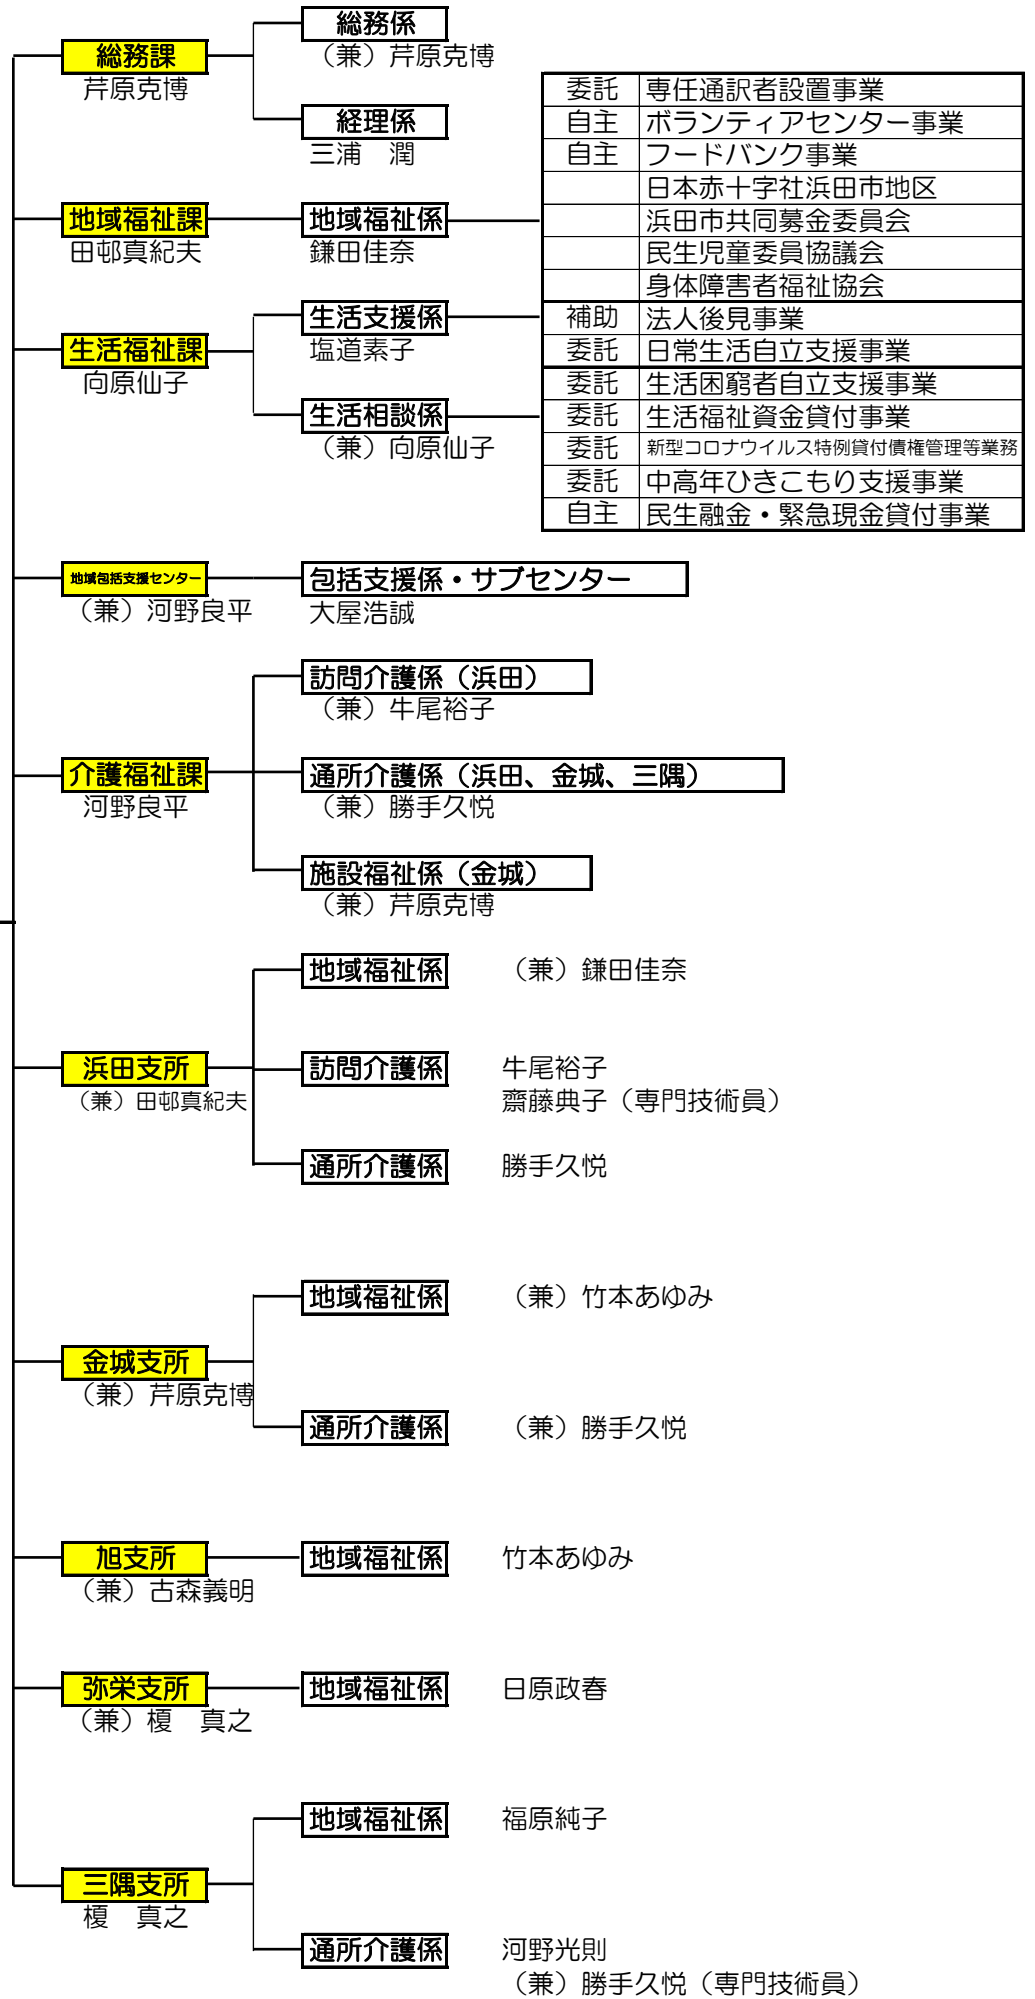 総務係
総務課
（兼）芹原克博
芹原克博
経理係
三浦　潤
委託 専任通訳者設置事業
自主 ボランティアセンター事業
自主 フードバンク事業
日本赤十字社浜田市地区
浜田市共同募金委員会
民生児童委員協議会
身体障害者福祉協会
補助 法人後見事業
委託 日常生活自立支援事業
委託 生活困窮者自立支援事業
委託 生活福祉資金貸付事業
委託 新型コロナウイルス特例貸付債権管理等業務
委託 中高年ひきこもり支援事業
自主 民生融金・緊急現金貸付事業
地域福祉課 地域福祉係
田邨真紀夫 鎌田佳奈
生活支援係
塩道素子
生活福祉課
向原仙子
生活相談係
（兼）向原仙子
地域包括支援センター 包括支援係・サブセンター
（兼）河野良平 大屋浩誠
訪問介護係（浜田）
（兼）牛尾裕子
介護福祉課 通所介護係（浜田、金城、三隅）
河野良平 （兼）勝手久悦
施設福祉係（金城）
（兼）芹原克博
地域福祉係 （兼）鎌田佳奈
浜田支所 訪問介護係 牛尾裕子
（兼）田邨真紀夫 齋藤典子（専門技術員）
通所介護係 勝手久悦
地域福祉係 （兼）竹本あゆみ
金城支所
（兼）芹原克博
通所介護係 （兼）勝手久悦
旭支所 地域福祉係 竹本あゆみ
（兼）古森義明
弥栄支所 地域福祉係 日原政春
（兼）榎　真之
地域福祉係 福原純子
三隅支所
榎　真之
通所介護係 河野光則
（兼）勝手久悦（専門技術員）